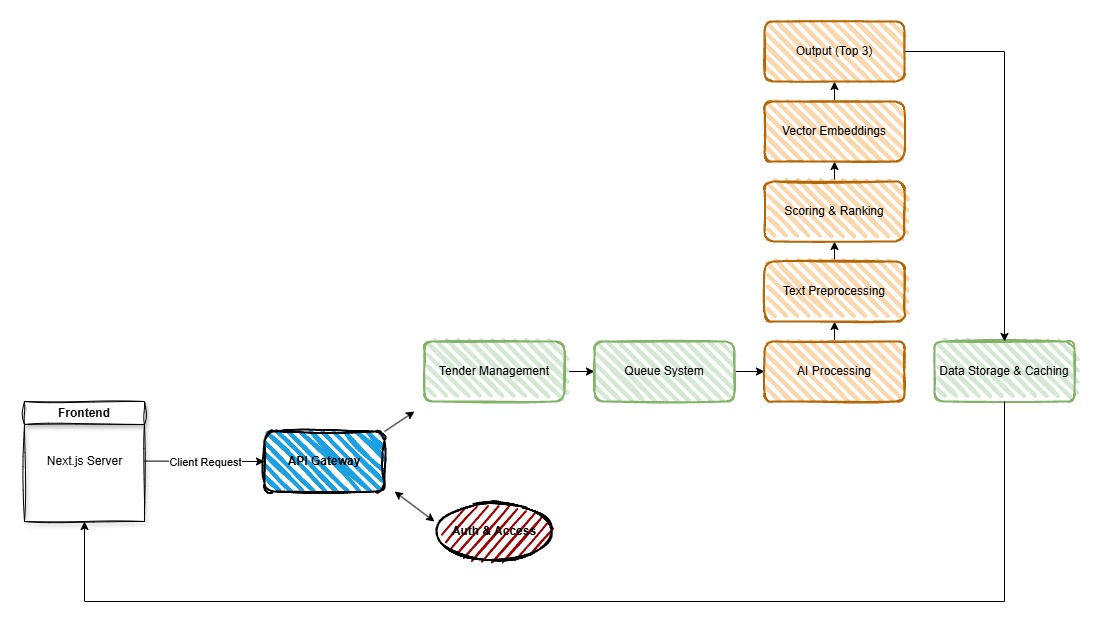 Output (Top 3)
Vector Embeddings
Scoring & Ranking
Text Preprocessing
Tender Management
Queue System
AI Processing
Data Storage & Caching
Frontend
Next.js Server
Client Request
API Gateway
Auth & Access